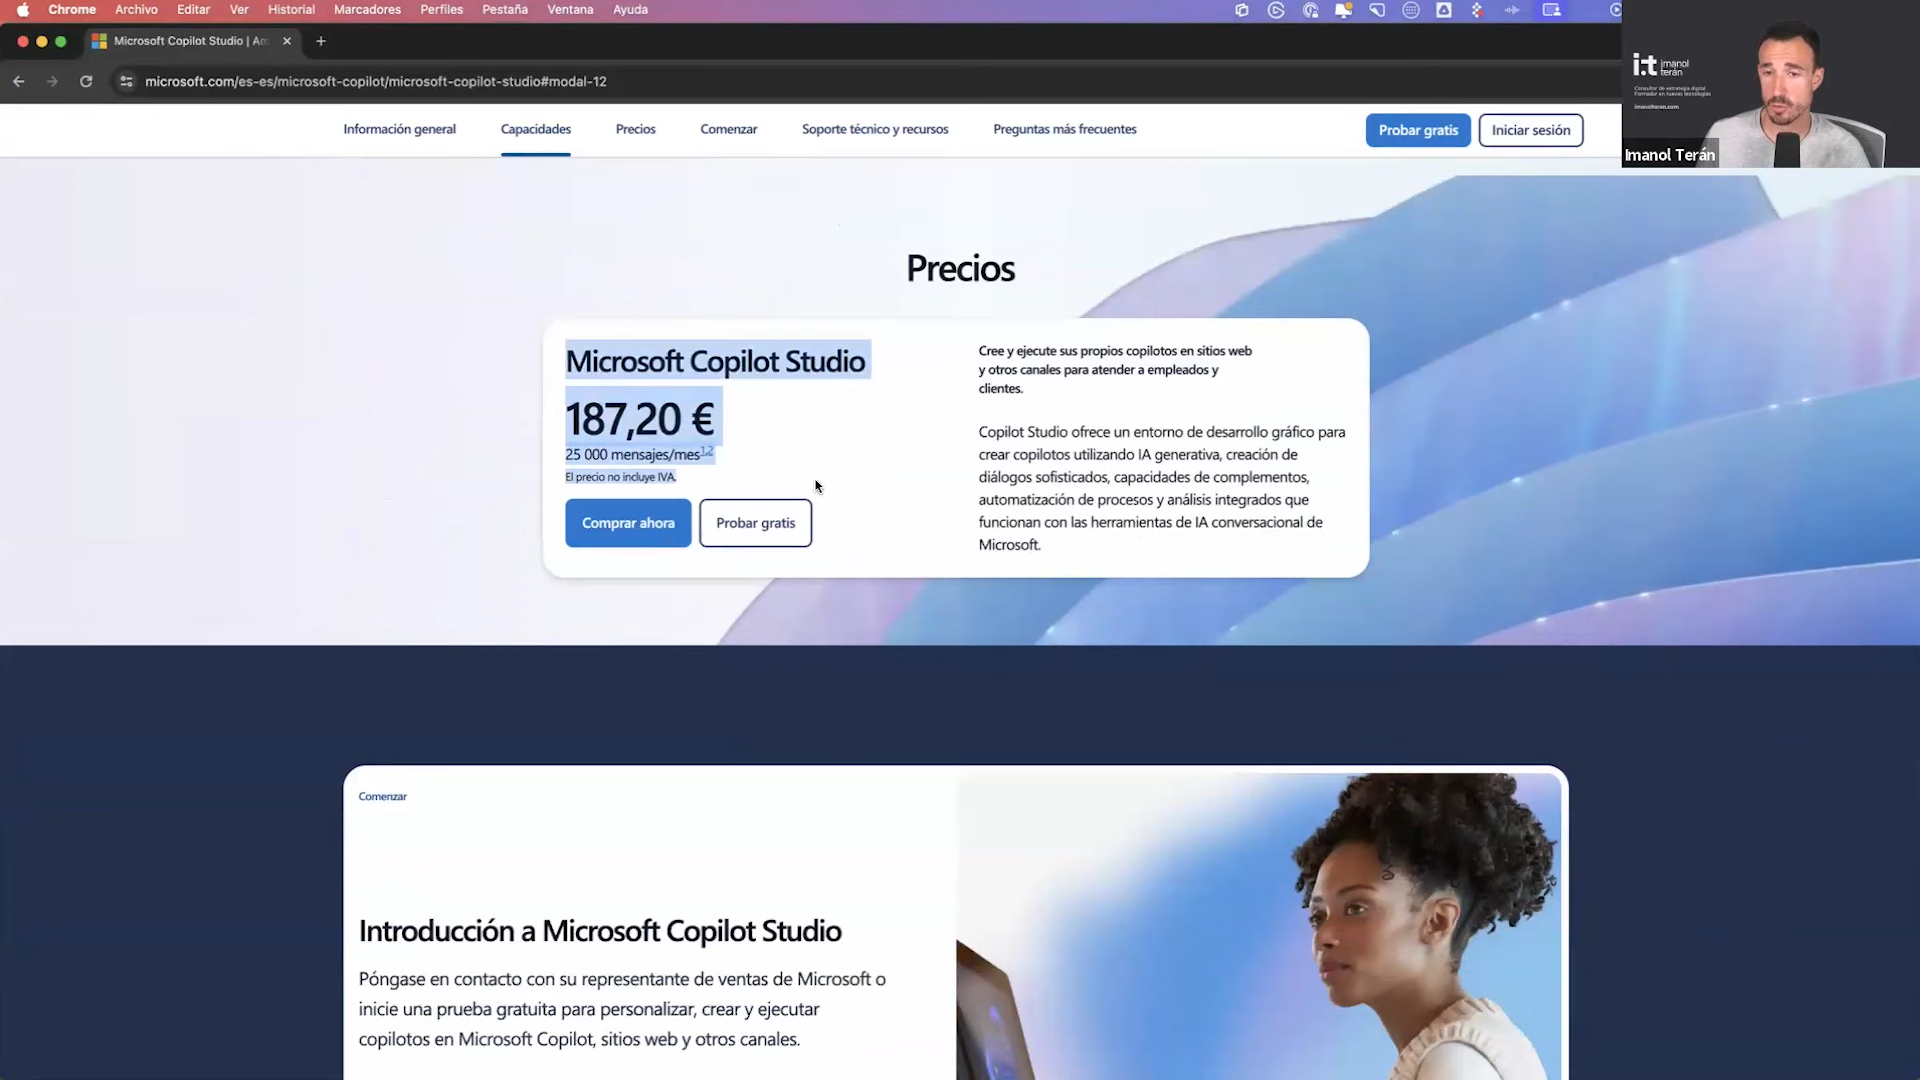 Chrome Archivo Editar Ver Historial Marcadores Perfiles Pestaña Ventana Ayuda
Microsoft Copilot Studio | Am
microsoft.com/es-es/microsoft-copilot/microsoft-copilot-studio#modal-12
i.t imanol
terán
Consultor de estrategia digital
Formador en nuevas tecnologías
imanolteran.com
Imanol Terán
Información general Capacidades Precios Comenzar Soporte técnico y recursos Preguntas más frecuentes Probar gratis Iniciar sesión
Precios
Microsoft Copilot Studio
187,20 €
25 000 mensajes/mes1,2
El precio no incluye IVA.
Comprar ahora Probar gratis
Cree y ejecute sus propios copilotos en sitios web
y otros canales para atender a empleados y
clientes.
Copilot Studio ofrece un entorno de desarrollo gráfico para
crear copilotos utilizando IA generativa, creación de
diálogos sofisticados, capacidades de complementos,
automatización de procesos y análisis integrados que
funcionan con las herramientas de IA conversacional de
Microsoft.
Comenzar
Introducción a Microsoft Copilot Studio
Póngase en contacto con su representante de ventas de Microsoft o
inicie una prueba gratuita para personalizar, crear y ejecutar
copilotos en Microsoft Copilot, sitios web y otros canales.